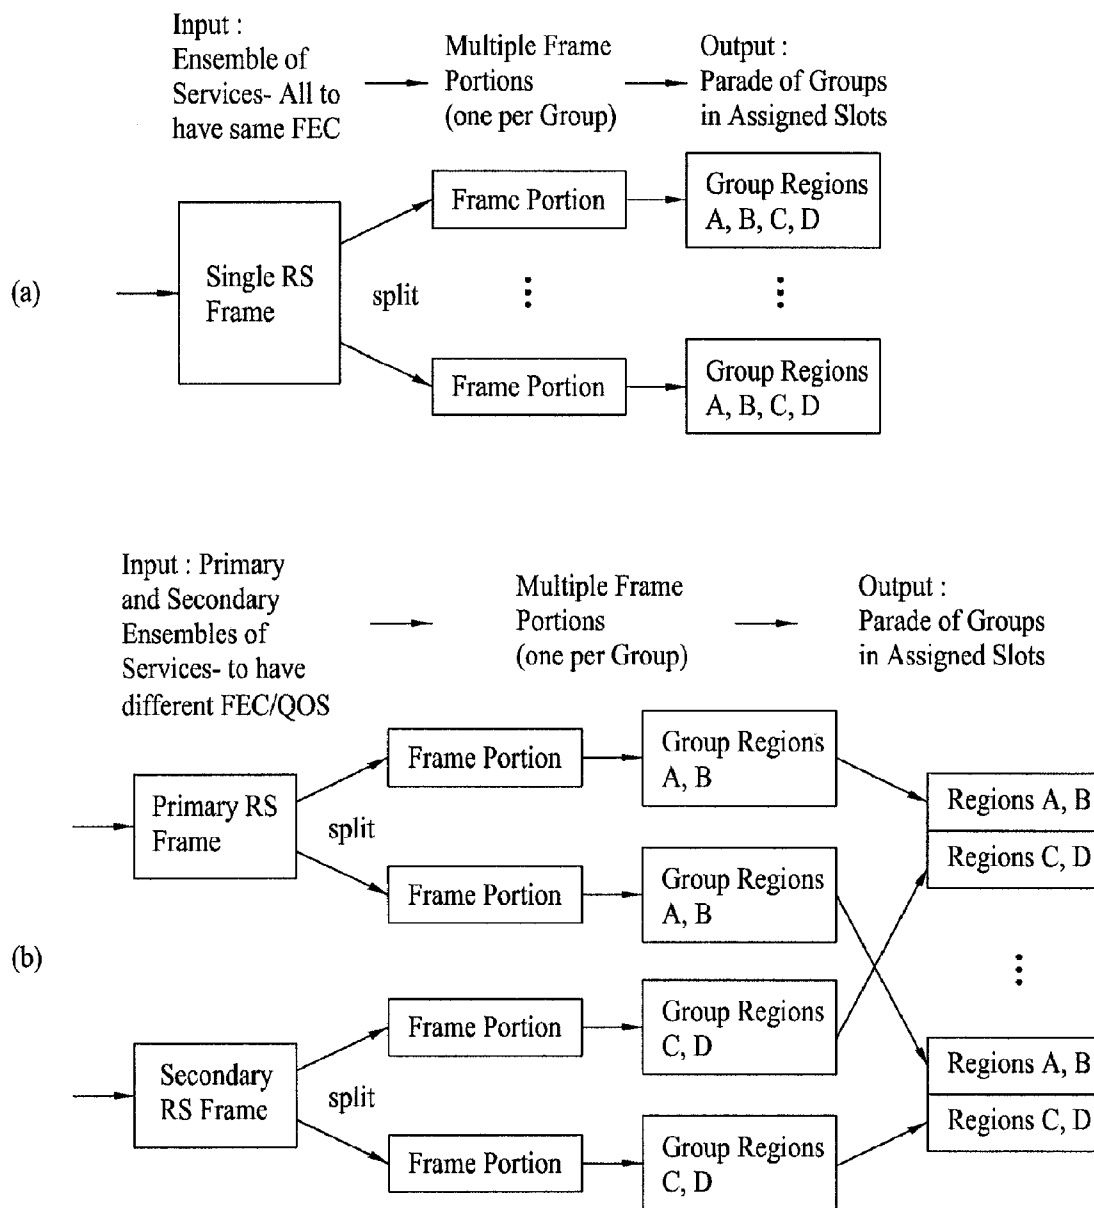 Input :
Ensemble of
Services- All to
have same FEC
Multiple Frame
Portions
(one per Group)
Output :
Parade of Groups
in Assigned Slots
(a)
Single RS
Frame
split
Frame Portion
Group Regions
A, B, C, D
Frame Portion
Group Regions
A, B, C, D
Input : Primary
and Secondary
Ensembles of
Services- to have
different FEC/QOS
Multiple Frame
Portions
(one per Group)
Output :
Parade of Groups
in Assigned Slots
(b)
Primary RS
Frame
split
Frame Portion
Group Regions
A, B
Frame Portion
Group Regions
A, B
Regions A, B
Regions C, D
Secondary
RS Frame
split
Frame Portion
Group Regions
C, D
Frame Portion
Group Regions
C, D
Regions A, B
Regions C, D